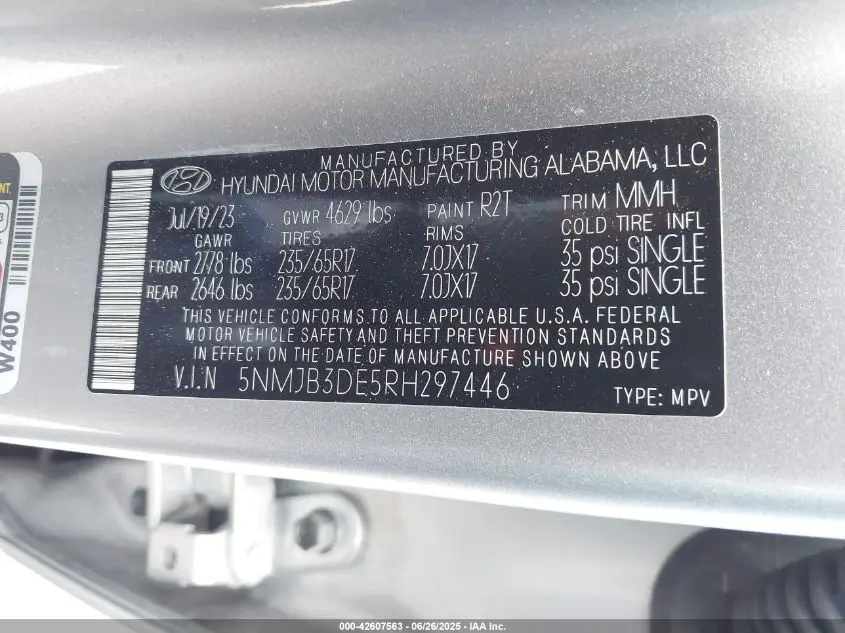 MANUFACTURED BY
HYUNDAI MOTOR MANUFACTURING ALABAMA, LLC
Jul/19/23 GVWR 4629 lbs PAINT R2T TRIM MMH
GAWR TIRES RIMS COLD TIRE INFL
FRONT 2778 lbs 235/65R17 7.0JX17 35 psi SINGLE
REAR 2646 lbs 235/65R17 7.0JX17 35 psi SINGLE
THIS VEHICLE CONFORMS TO ALL APPLICABLE U.S.A. FEDERAL
MOTOR VEHICLE SAFETY AND THEFT PREVENTION STANDARDS
IN EFFECT ON THE DATE OF MANUFACTURE SHOWN ABOVE
V.I.N 5NMJB3DE5RH297446
TYPE: MPV
W400
000-42607563 - 06/26/2025 - IAA Inc.